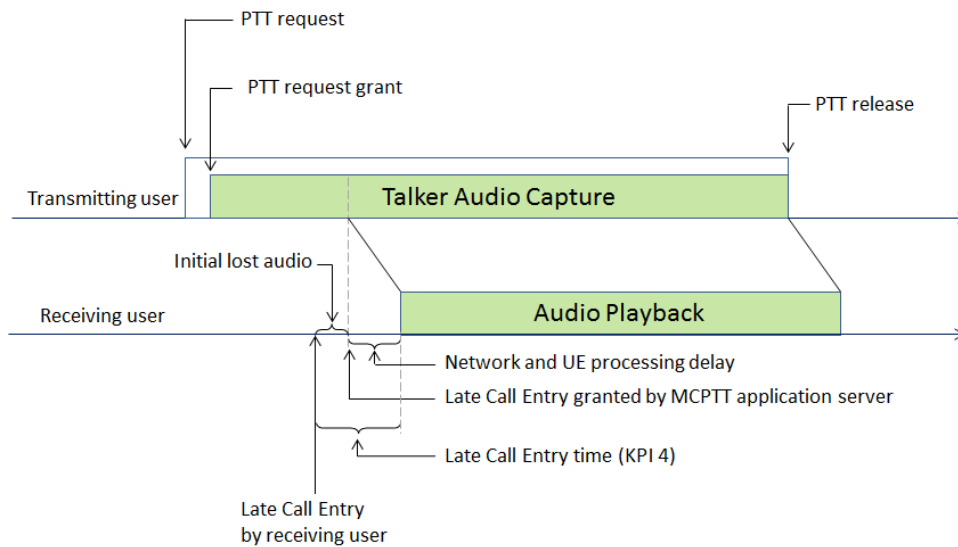 PTT request
PTT request grant
PTT release
Transmitting user
Talker Audio Capture
Initial lost audio
Receiving user
Audio Playback
Network and UE processing delay
Late Call Entry granted by MCPTT application server
Late Call Entry time (KPI 4)
Late Call Entry
by receiving user